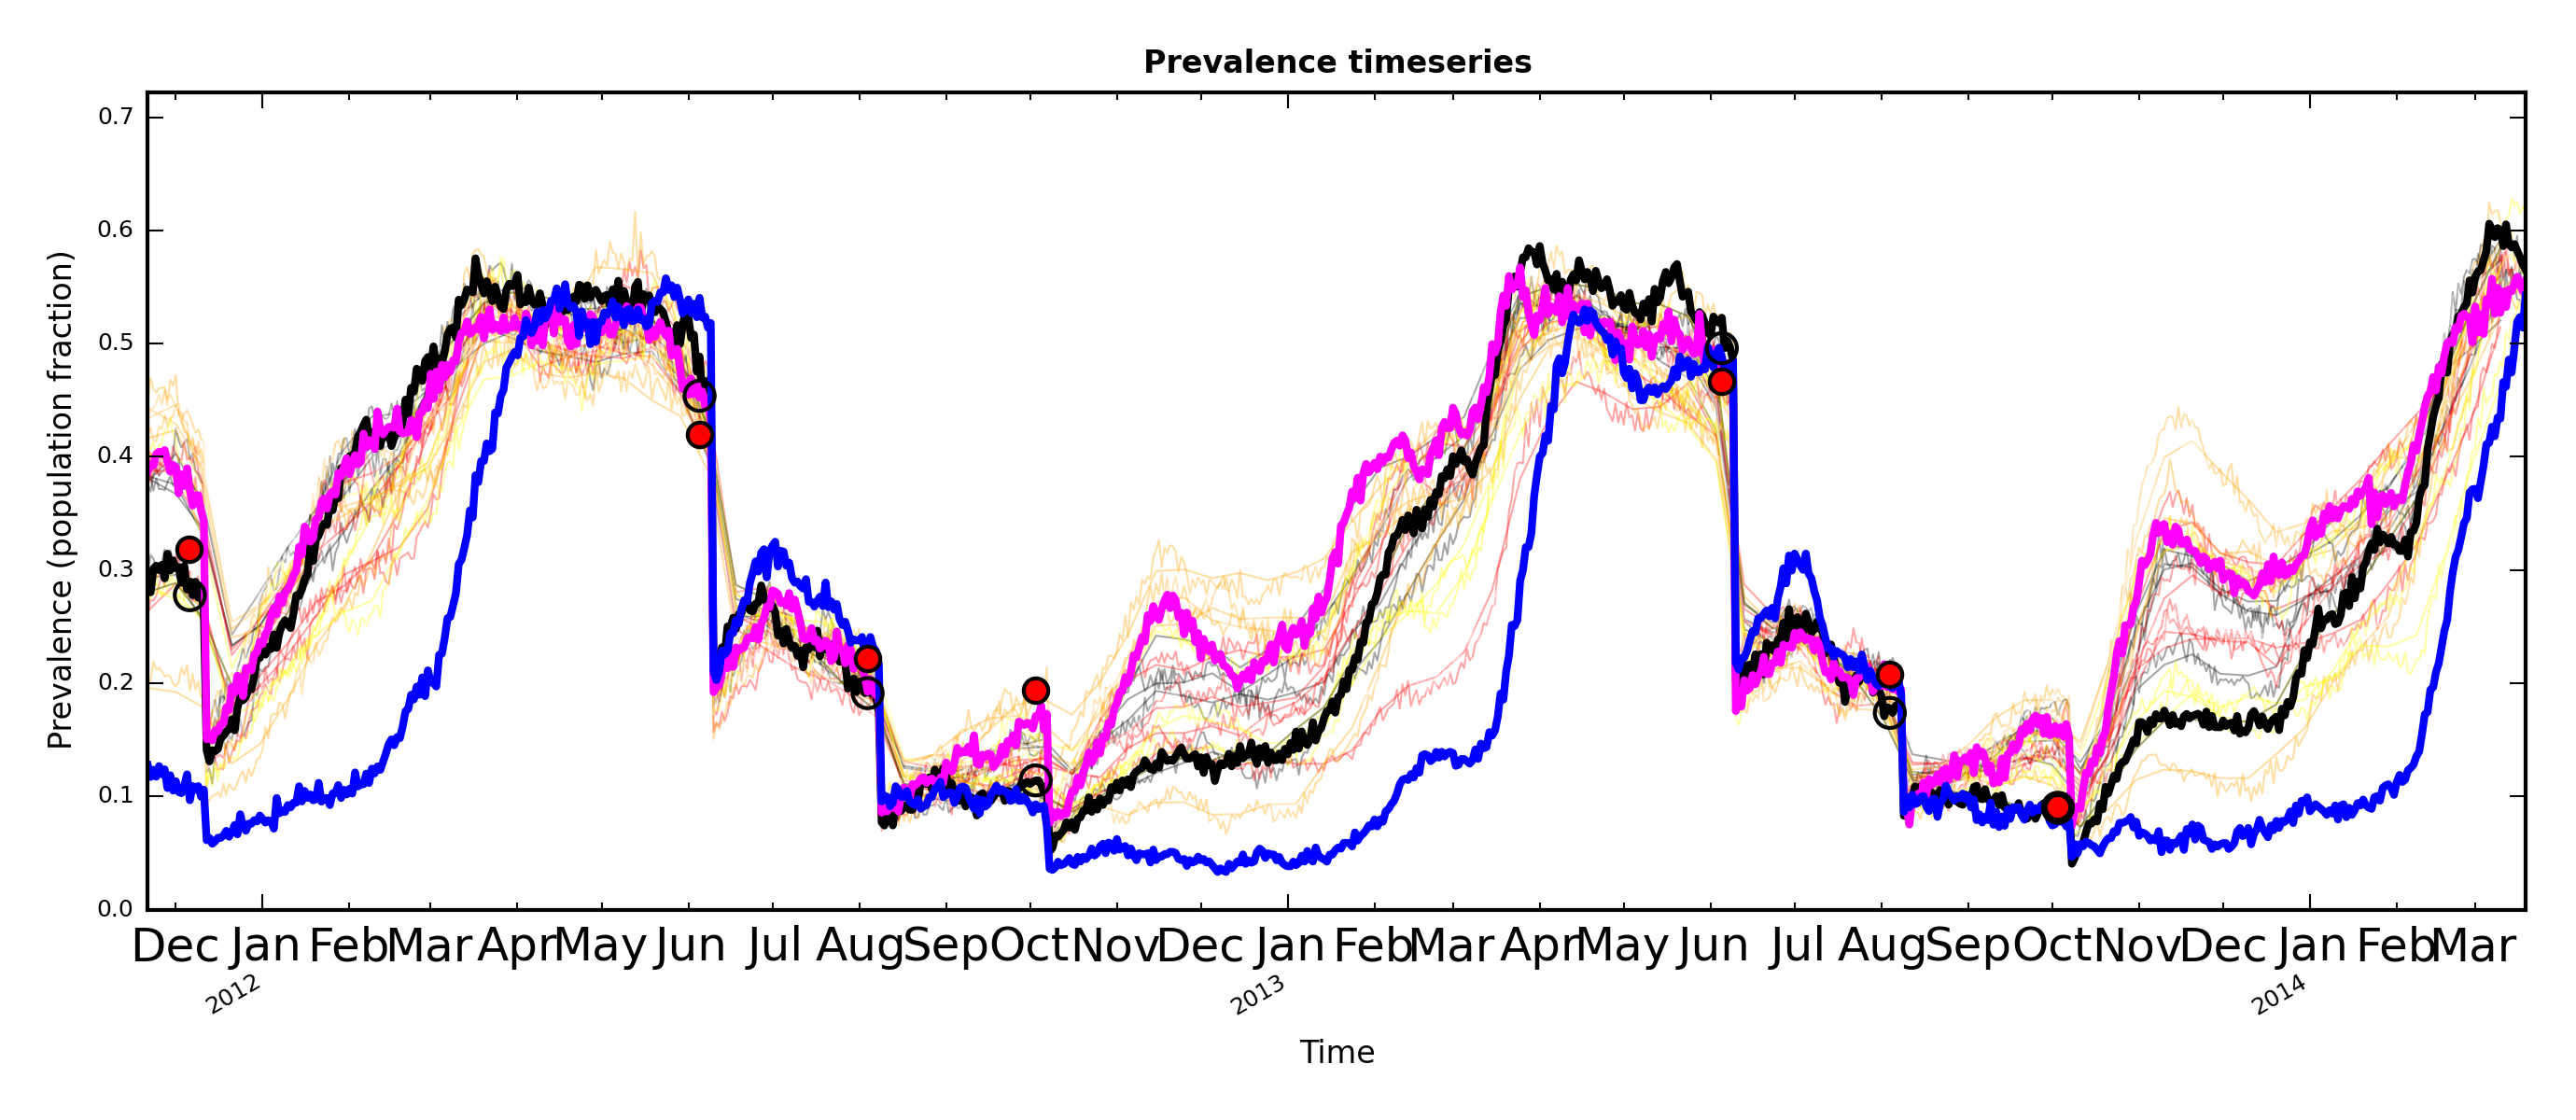 Prevalence timeseries
0.7
0.6
0.5
0.4
0.3
0.2
0.1
0.0
Prevalence (population fraction)
Dec Jan Feb Mar Apr May Jun Jul Aug Sep Oct Nov Dec Jan Feb Mar Apr May Jun Jul Aug Sep Oct Nov Dec Jan Feb Mar
2012 2013 2014
Time